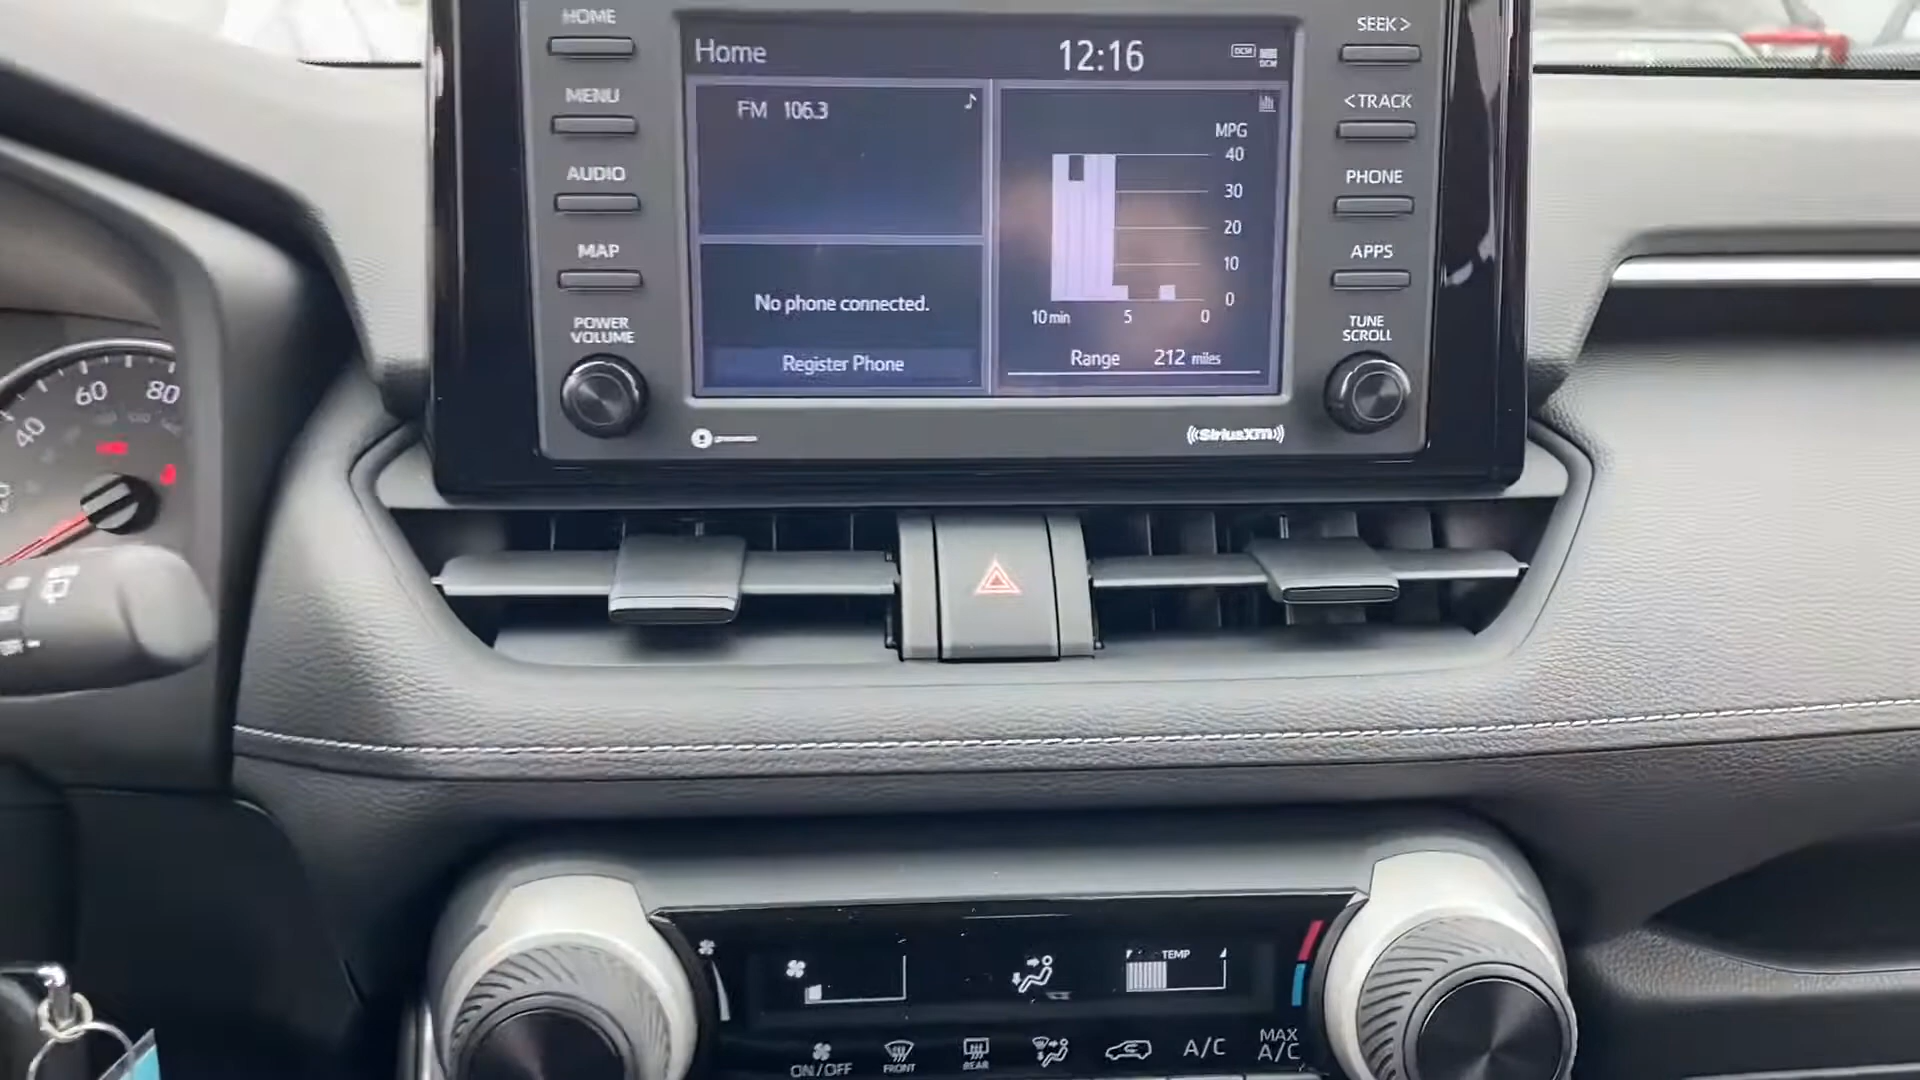 HOME
MENU
AUDIO
MAP
POWER
VOLUME
Home
12:16
DCM
DCM
FM 106.3
No phone connected.
Register Phone
MPG
40
30
20
10
0
10 min 5 0
Range 212 miles
SEEK >
< TRACK
PHONE
APPS
TUNE
SCROLL
((SiriusXM))
40
60
80
TEMP
ON/OFF
FRONT
REAR
A/C
MAX
A/C